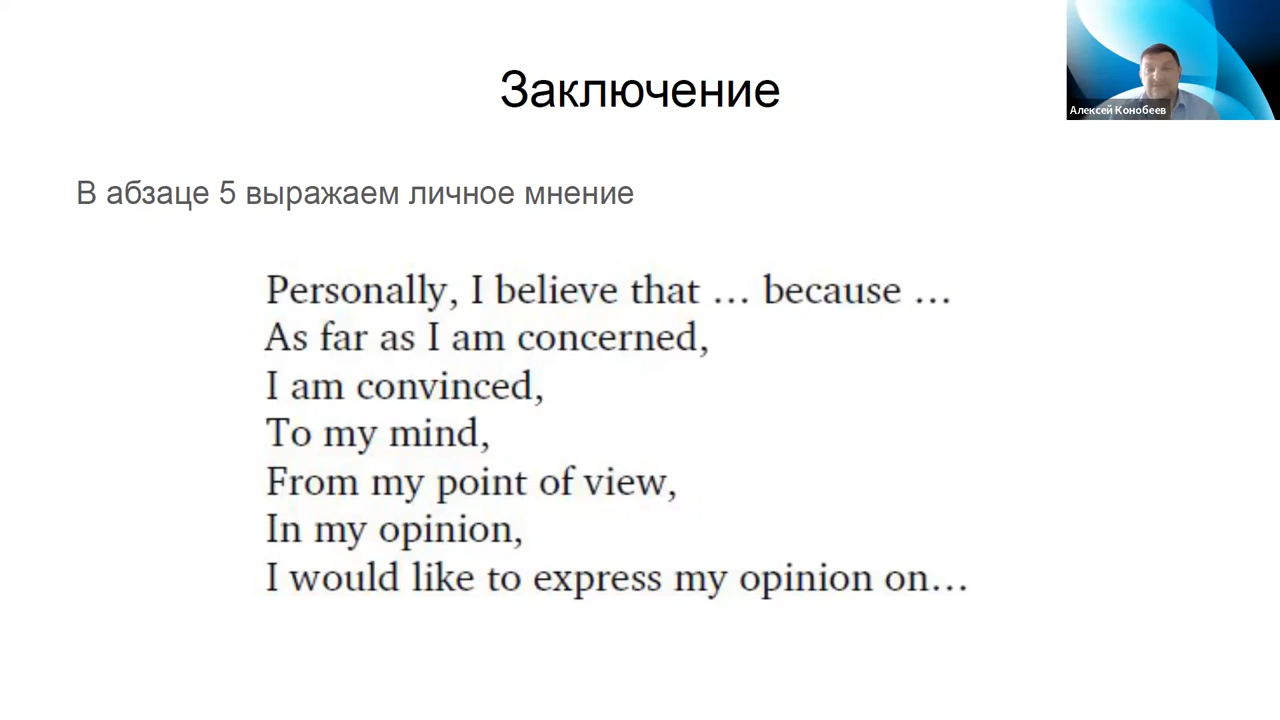 Заключение
Алексей Конобеев
В абзаце 5 выражаем личное мнение
Personally, I believe that … because …
As far as I am concerned,
I am convinced,
To my mind,
From my point of view,
In my opinion,
I would like to express my opinion on…